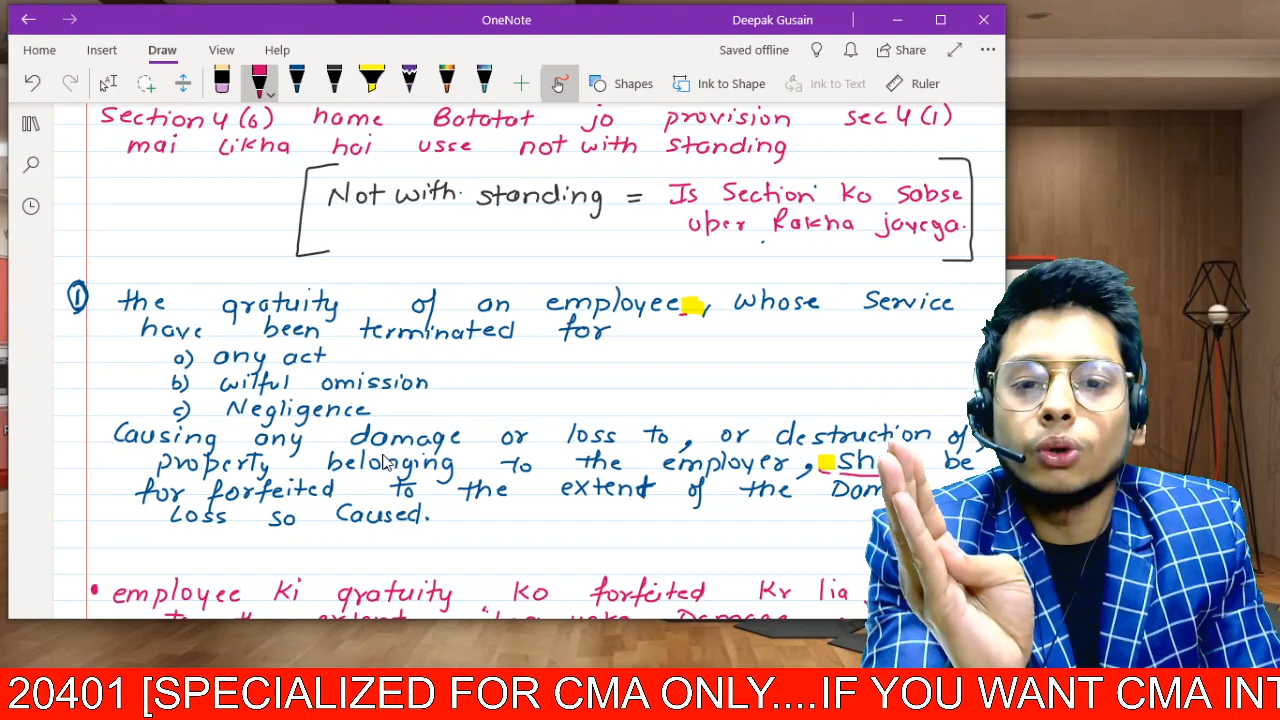 OneNote
Deepak Gusain
Home Insert Draw View Help
Saved offline Share
Shapes Ink to Shape Ink to Text Ruler
Section 4 (6) hame Batatat jo provision sec 4 (1)
mai likha hai usse not with standing
Not with standing = Is Section ko sabse
uper Rakha jayega.
① the gratuity of an employee, whose Service
have been terminated for
a) any act
b) wilful omission
c) Negligence
Causing any damage or loss to, or destruction of,
property belonging to the employer, be
for forfeited to the extent of the
Loss so Caused.
• employee ki gratuity ko forfeited Kr lia
20401 [SPECIALIZED FOR CMA ONLY....IF YOU WANT CMA INT